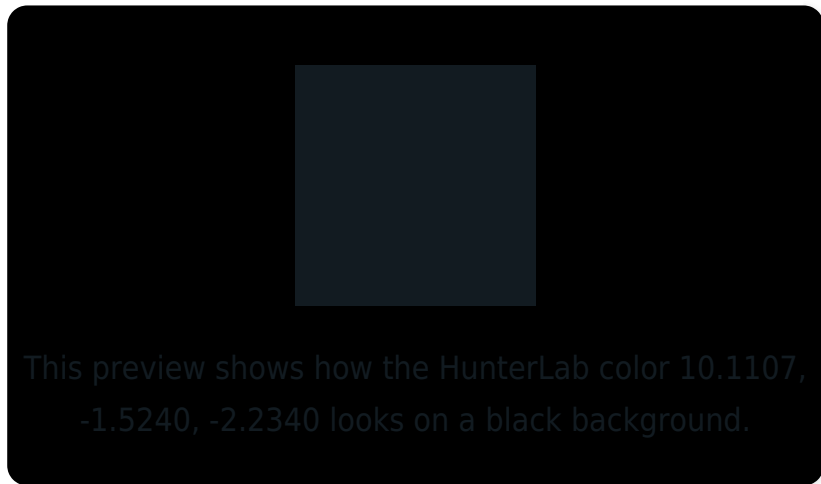 This preview shows how the HunterLab color 10.1107,
-1.5240, -2.2340 looks on a black background.